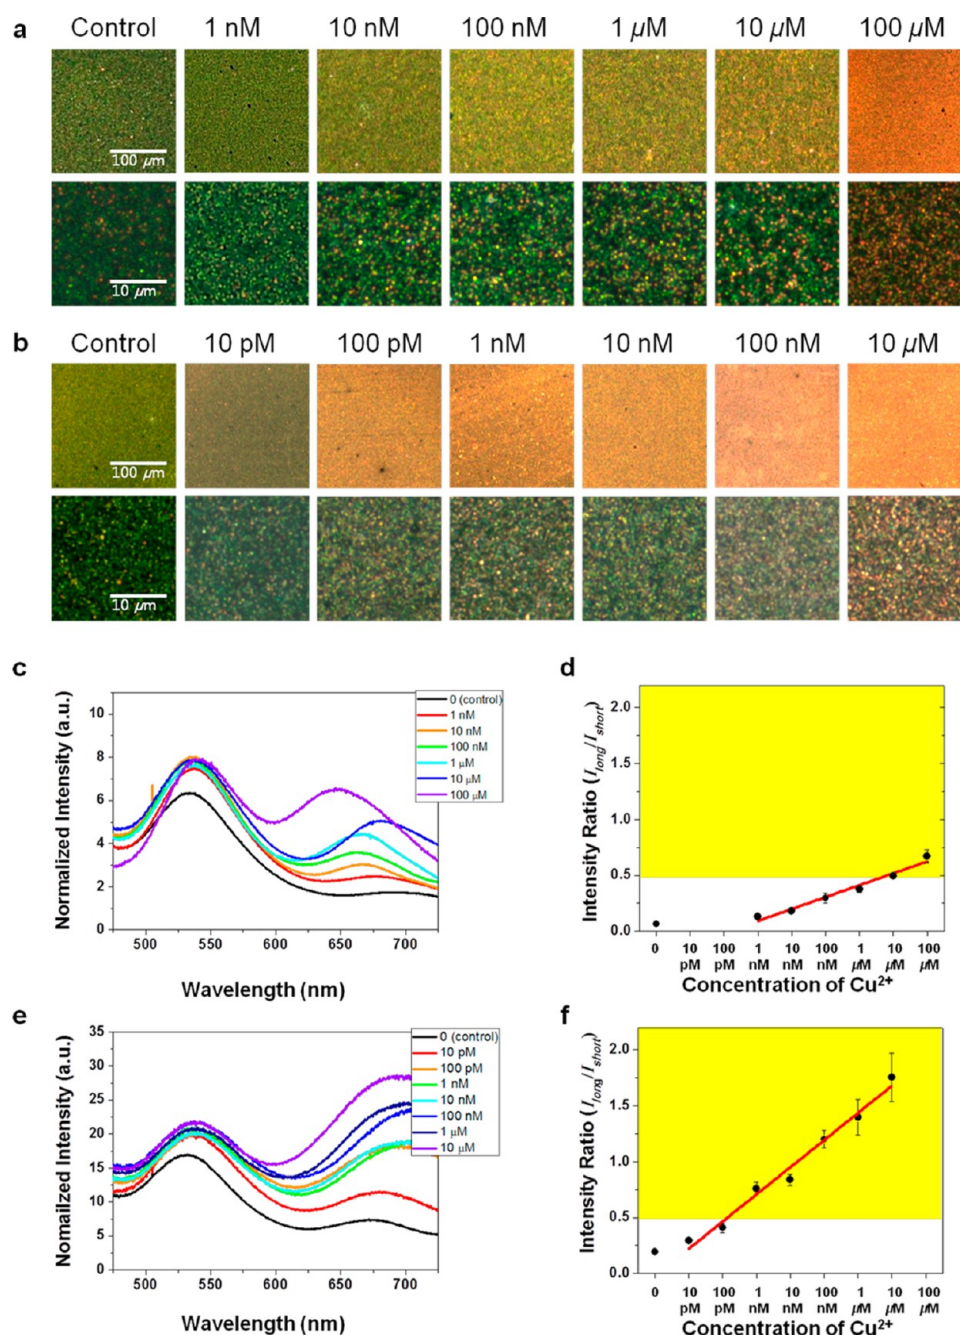 a Control 1 nM 10 nM 100 nM 1 µM 10 µM 100 µM
100 µm
10 µm
b Control 10 pM 100 pM 1 nM 10 nM 100 nM 10 µM
100 µm
10 µm
c
Normalized Intensity (a.u.)
10
8
6
4
2
0
500 550 600 650 700
Wavelength (nm)
0 (control)
1 nM
10 nM
100 nM
1 µM
10 µM
100 µM
d
Intensity Ratio (Ilong/Ishort)
2.0
1.5
1.0
0.5
0.0
0 10 pM 100 pM 1 nM 10 nM 100 nM 1 µM 10 µM 100 µM
Concentration of Cu2+
e
Nomailzed Intensity (a.u.)
35
30
25
20
15
10
5
0
500 550 600 650 700
Wavelength (nm)
0 (control)
10 pM
100 pM
1 nM
10 nM
100 nM
1 µM
10 µM
f
Intensity Ratio (Ilong/Ishort)
2.0
1.5
1.0
0.5
0.0
0 10 pM 100 pM 1 nM 10 nM 100 nM 1 µM 10 µM 100 µM
Concentration of Cu2+